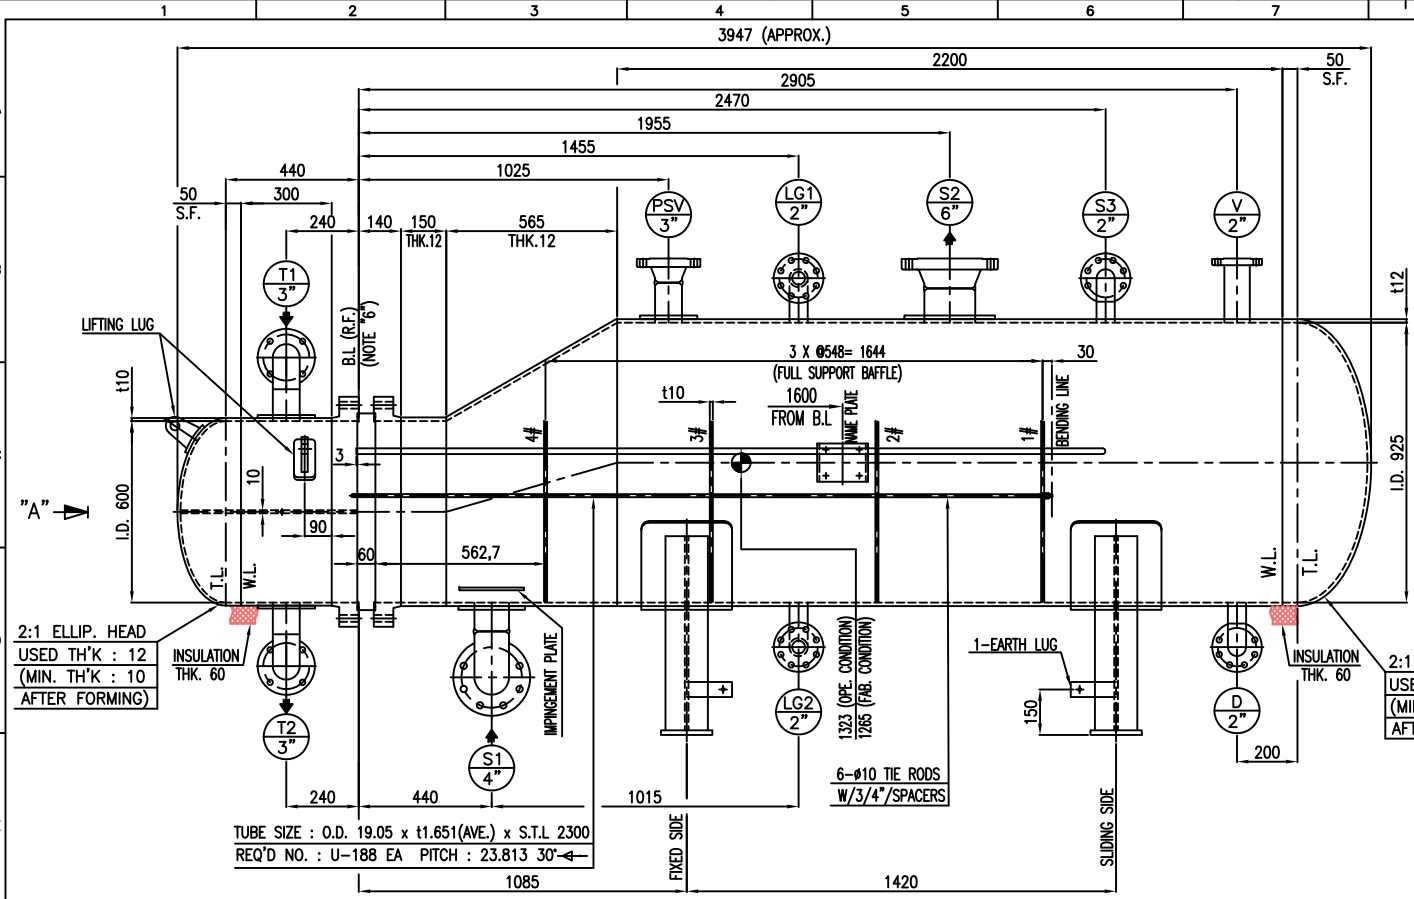 1 2 3 4 5 6 7
3947 (APPROX.)
2200 50
S.F.
2905
2470
1955
1455
440 1025
50 300
S.F.
240 140 150 565
THK.12 THK.12
PSV
3"
LG1
2"
S2
6"
S3
2"
V
2"
T1
3"
t12
LIFTING LUG
B.L (R.F.)
(NOTE "6")
3 X @548= 1644 30
(FULL SUPPORT BAFFLE)
t10
t10
1600
FROM B.L
NAME PLATE
BENDING LINE
4# 3# 2# 1#
3
10
I.D. 600
I.D. 925
"A"
90
60 562,7
T.L. W.L.
W.L. T.L.
2:1 ELLIP. HEAD
USED TH'K : 12
(MIN. TH'K : 10
AFTER FORMING)
INSULATION
THK. 60
IMPINGEMENT PLATE
1323 (OPE. CONDITION)
1265 (FAB. CONDITION)
1-EARTH LUG
150
INSULATION
THK. 60
2:1
USE
(MI
AFT
T2
3"
S1
4"
LG2
2"
D
2"
200
6-ø10 TIE RODS
W/3/4"/SPACERS
240 440 1015
TUBE SIZE : O.D. 19.05 x t1.651(AVE.) x S.T.L 2300
REQ'D NO. : U-188 EA PITCH : 23.813 30°
FIXED SIDE
SLIDING SIDE
1085 1420